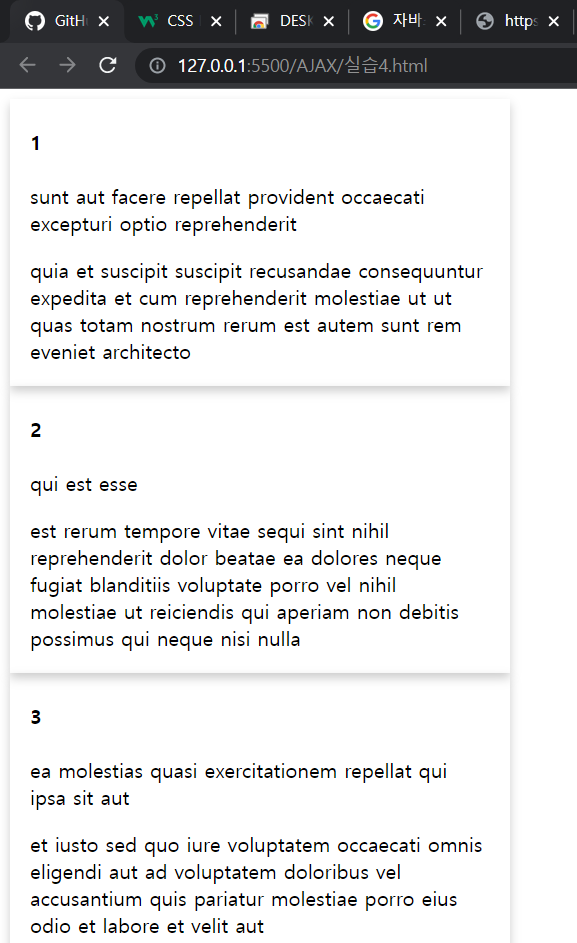 GitH
CSS
DESK
자바
https
127.0.0.1:5500/AJAX/실습4.html
1
sunt aut facere repellat provident occaecati
excepturi optio reprehenderit
quia et suscipit suscipit recusandae consequuntur
expedita et cum reprehenderit molestiae ut ut
quas totam nostrum rerum est autem sunt rem
eveniet architecto
2
qui est esse
est rerum tempore vitae sequi sint nihil
reprehenderit dolor beatae ea dolores neque
fugiat blanditiis voluptate porro vel nihil
molestiae ut reiciendis qui aperiam non debitis
possimus qui neque nisi nulla
3
ea molestias quasi exercitationem repellat qui
ipsa sit aut
et iusto sed quo iure voluptatem occaecati omnis
eligendi aut ad voluptatem doloribus vel
accusantium quis pariatur molestiae porro eius
odio et labore et velit aut